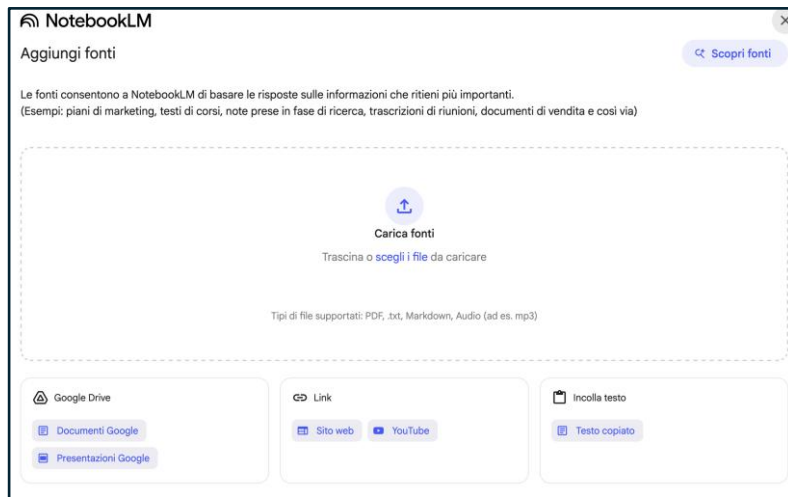 NotebookLM
Aggiungi fonti
Scopri fonti
Le fonti consentono a NotebookLM di basare le risposte sulle informazioni che ritieni più importanti.
(Esempi: piani di marketing, testi di corsi, note prese in fase di ricerca, trascrizioni di riunioni, documenti di vendita e così via)
Carica fonti
Trascina o scegli i file da caricare
Tipi di file supportati: PDF, .txt, Markdown, Audio (ad es. mp3)
Google Drive
Documenti Google
Presentazioni Google
Link
Sito web YouTube
Incolla testo
Testo copiato